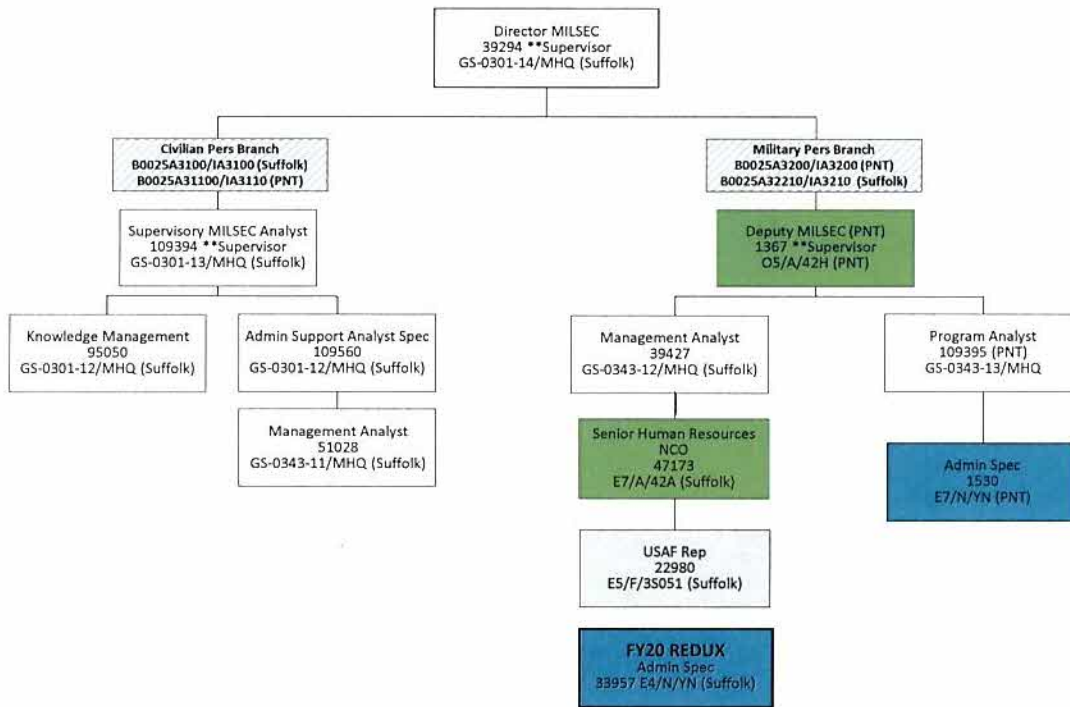 Director MILSEC
39294 **Supervisor
GS-0301-14/MHQ (Suffolk)
Civilian Pers Branch
B0025A3100/IA3100 (Suffolk)
B0025A31100/IA3110 (PNT)
Military Pers Branch
B0025A3200/IA3200 (PNT)
B0025A32210/IA3210 (Suffolk)
Supervisory MILSEC Analyst
109394 **Supervisor
GS-0301-13/MHQ (Suffolk)
Deputy MILSEC (PNT)
1367 **Supervisor
O5/A/42H (PNT)
Knowledge Management
95050
GS-0301-12/MHQ (Suffolk)
Admin Support Analyst Spec
109560
GS-0301-12/MHQ (Suffolk)
Management Analyst
39427
GS-0343-12/MHQ (Suffolk)
Program Analyst
109395 (PNT)
GS-0343-13/MHQ
Management Analyst
51028
GS-0343-11/MHQ (Suffolk)
Senior Human Resources
NCO
47173
E7/A/42A (Suffolk)
Admin Spec
1530
E7/N/YN (PNT)
USAF Rep
22980
E5/F/3S051 (Suffolk)
FY20 REDUX
Admin Spec
33957 E4/N/YN (Suffolk)